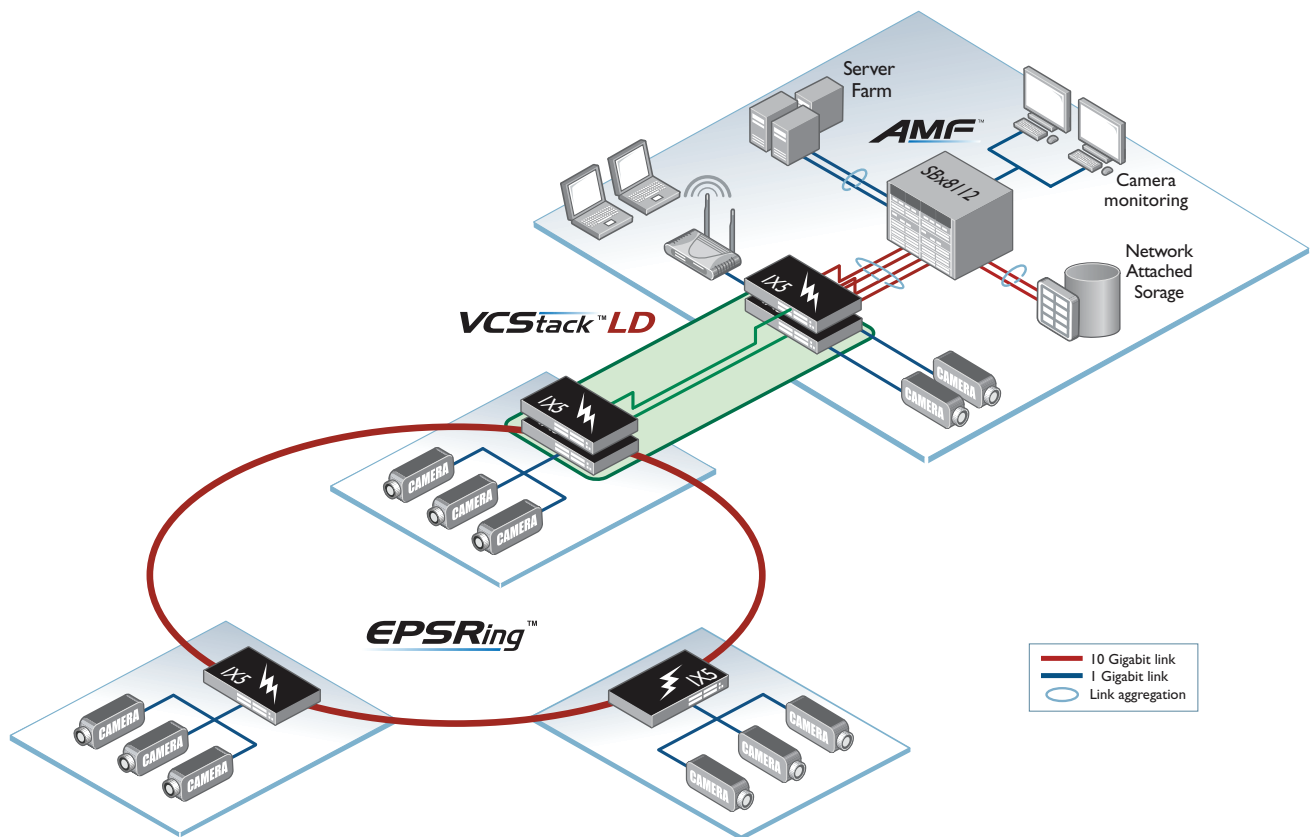 Server
Farm
AMF™
SBx8112
Camera
monitoring
Network
Attached
Sorage
IX5
VCStack™LD
CAMERA
CAMERA
IX5
CAMERA
CAMERA
CAMERA
EPSRing™
IX5
IX5
CAMERA
CAMERA
CAMERA
CAMERA
CAMERA
CAMERA
10 Gigabit link
1 Gigabit link
Link aggregation